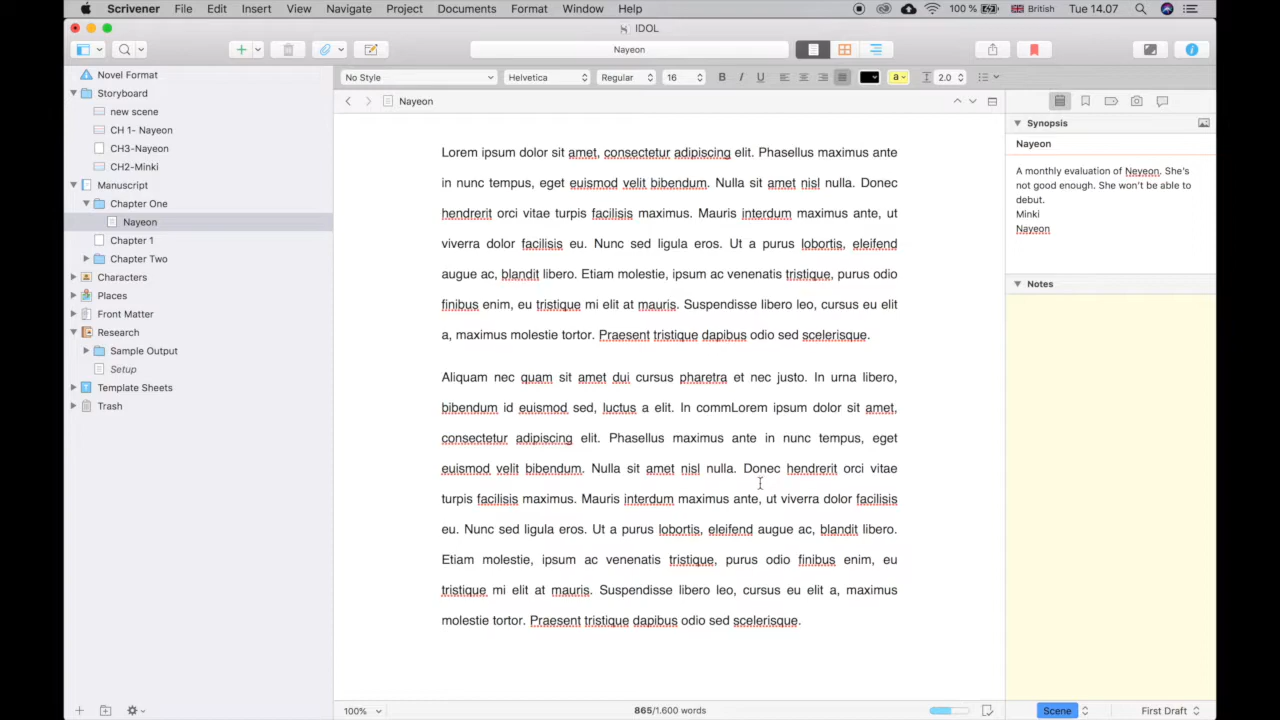 Scrivener File Edit Insert View Navigate Project Documents Format Window Help 100 % British Tue 14.07
IDOL
Nayeon
No Style Helvetica Regular 16 B I U a 2.0
Nayeon
Novel Format
Storyboard
new scene
CH 1- Nayeon
CH3-Nayeon
CH2-Minki
Manuscript
Chapter One
Nayeon
Chapter 1
Chapter Two
Characters
Places
Front Matter
Research
Sample Output
Setup
Template Sheets
Trash
Lorem ipsum dolor sit amet, consectetur adipiscing elit. Phasellus maximus ante
in nunc tempus, eget euismod velit bibendum. Nulla sit amet nisl nulla. Donec
hendrerit orci vitae turpis facilisis maximus. Mauris interdum maximus ante, ut
viverra dolor facilisis eu. Nunc sed ligula eros. Ut a purus lobortis, eleifend
augue ac, blandit libero. Etiam molestie, ipsum ac venenatis tristique, purus odio
finibus enim, eu tristique mi elit at mauris. Suspendisse libero leo, cursus eu elit
a, maximus molestie tortor. Praesent tristique dapibus odio sed scelerisque.
Aliquam nec quam sit amet dui cursus pharetra et nec justo. In urna libero,
bibendum id euismod sed, luctus a elit. In commLorem ipsum dolor sit amet,
consectetur adipiscing elit. Phasellus maximus ante in nunc tempus, eget
euismod velit bibendum. Nulla sit amet nisl nulla. Donec hendrerit orci vitae
turpis facilisis maximus. Mauris interdum maximus ante, ut viverra dolor facilisis
eu. Nunc sed ligula eros. Ut a purus lobortis, eleifend augue ac, blandit libero.
Etiam molestie, ipsum ac venenatis tristique, purus odio finibus enim, eu
tristique mi elit at mauris. Suspendisse libero leo, cursus eu elit a, maximus
molestie tortor. Praesent tristique dapibus odio sed scelerisque.
Synopsis
Nayeon
A monthly evaluation of Neyeon. She's
not good enough. She won't be able to
debut.
Minki
Nayeon
Notes
100% 865/1.600 words Scene First Draft